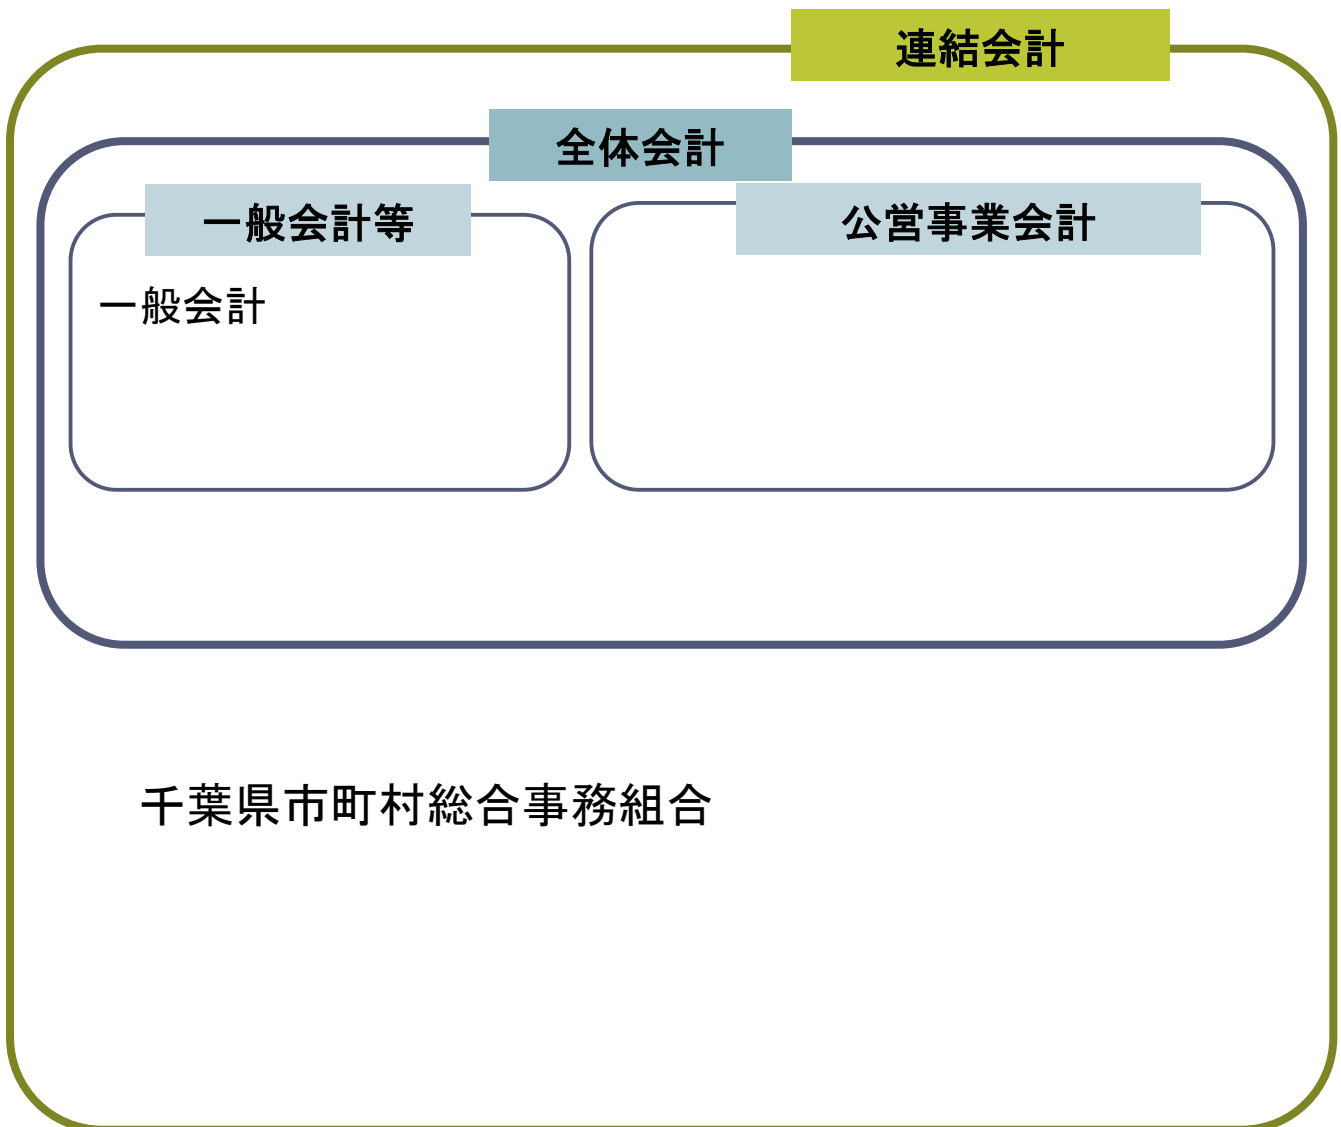 連結会計
全体会計
一般会計等
公営事業会計
一般会計
千葉県市町村総合事務組合